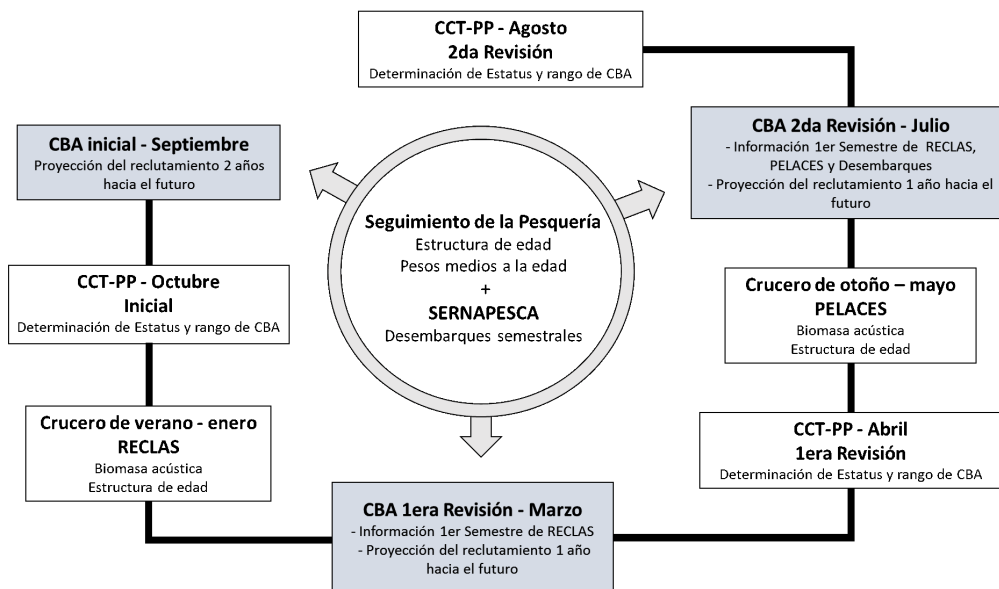 CCT-PP - Agosto
2da Revisión
Determinación de Estatus y rango de CBA
CBA inicial - Septiembre
Proyección del reclutamiento 2 años
hacia el futuro
CBA 2da Revisión - Julio
- Información 1er Semestre de RECLAS,
PELACES y Desembarques
- Proyección del reclutamiento 1 año hacia el
futuro
Seguimiento de la Pesquería
Estructura de edad
Pesos medios a la edad
+
SERNAPESCA
Desembarques semestrales
CCT-PP - Octubre
Inicial
Determinación de Estatus y rango de CBA
Crucero de otoño – mayo
PELACES
Biomasa acústica
Estructura de edad
Crucero de verano - enero
RECLAS
Biomasa acústica
Estructura de edad
CCT-PP - Abril
1era Revisión
Determinación de Estatus y rango de CBA
CBA 1era Revisión - Marzo
- Información 1er Semestre de RECLAS
- Proyección del reclutamiento 1 año
hacia el futuro